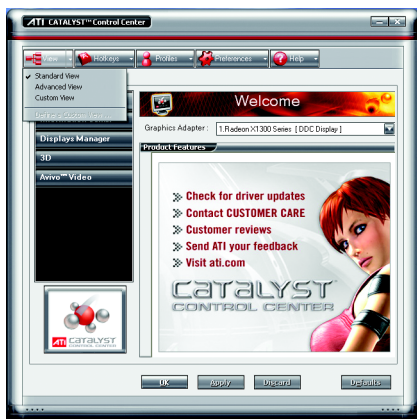 ATI CATALYST™ Control Center
View
Hotkeys
Profiles
Preferences
Help
Standard View
Advanced View
Custom View
Define a Custom View...
Welcome
Graphics Adapter :
1.Radeon X1300 Series [ DDC Display ]
Displays Manager
3D
Avivo™ Video
Product Features
Check for driver updates
Contact CUSTOMER CARE
Customer reviews
Send ATI your feedback
Visit ati.com
CATALYST
CONTROL CENTER
ATI CATALYST
CONTROL CENTER
OK
Apply
Discard
Defaults